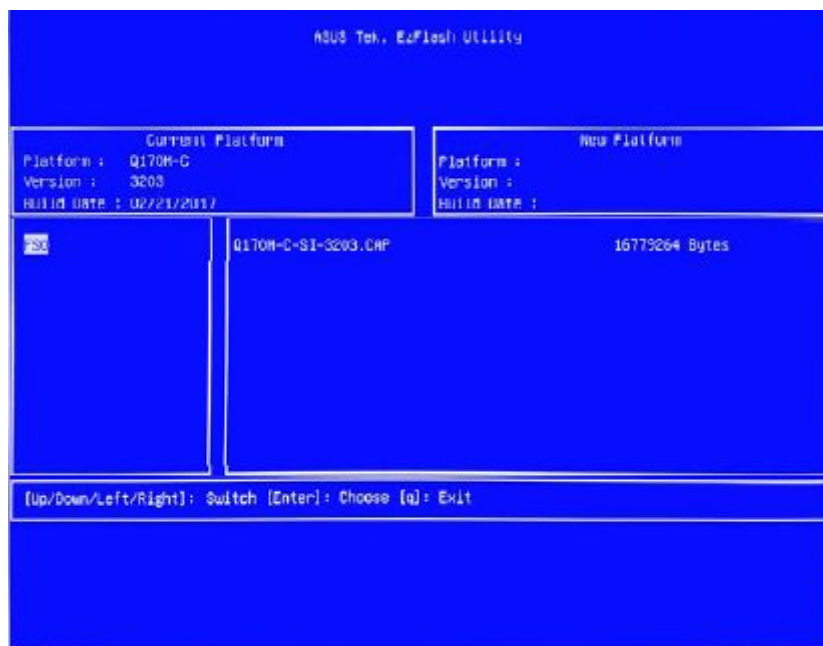 ASUS Tek. EzFlash Utility
Current Platform
Platform : Q170M-C
Version : 3203
Build Date : 02/21/2017
New Platform
Platform :
Version :
Build Date :
FS0
Q170M-C-SI-3203.CAP 16779264 Bytes
[Up/Down/Left/Right]: Switch [Enter]: Choose [q]: Exit